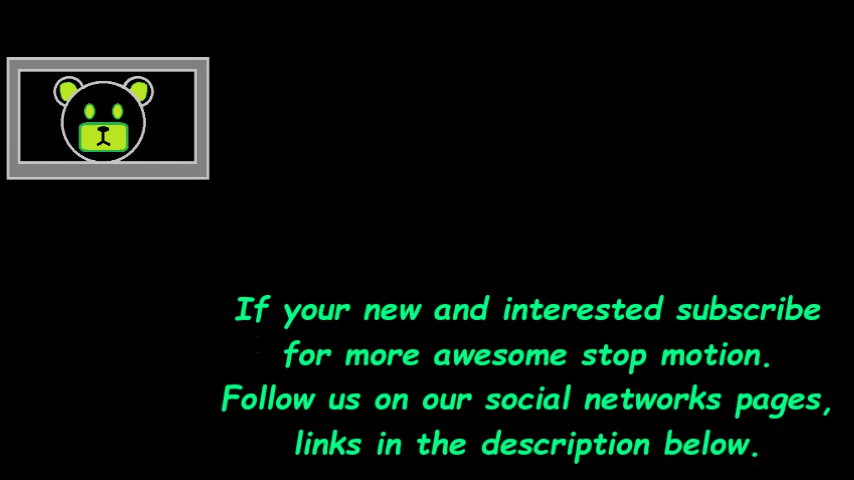 If your new and interested subscribe
for more awesome stop motion.
Follow us on our social networks pages,
links in the description below.